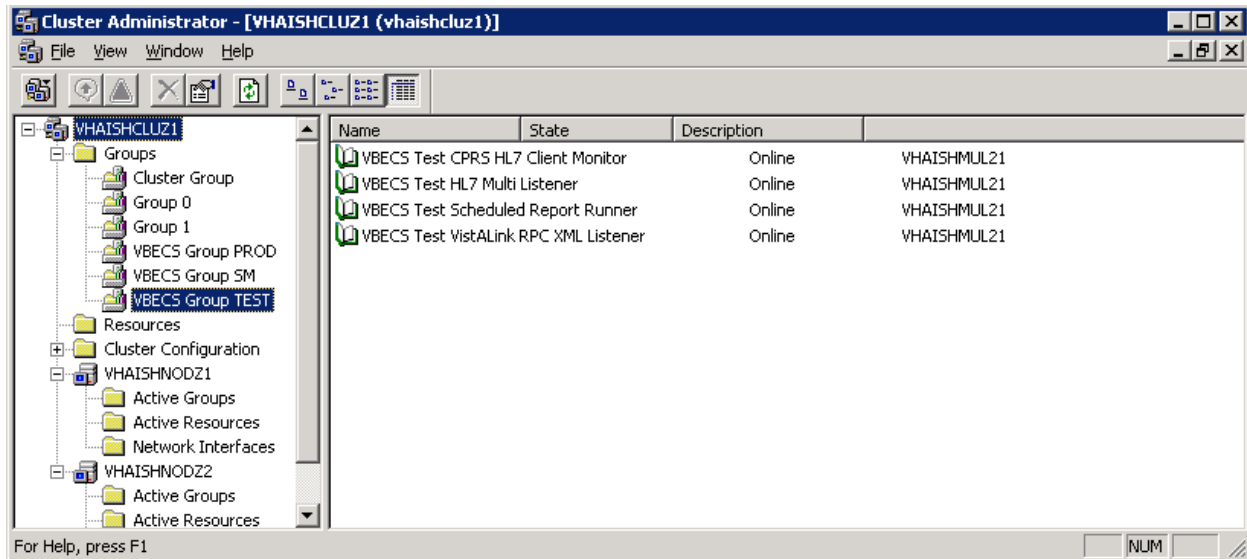 Cluster Administrator - [VHAISHCLUZ1 (vhaishcluz1)]
File View Window Help
VHAISHCLUZ1
Groups
Cluster Group
Group 0
Group 1
VBECS Group PROD
VBECS Group SM
VBECS Group TEST
Resources
Cluster Configuration
VHAISHNODZ1
Active Groups
Active Resources
Network Interfaces
VHAISHNODZ2
Active Groups
Active Resources
Name State Description
VBECS Test CPRS HL7 Client Monitor Online VHAISHMUL21
VBECS Test HL7 Multi Listener Online VHAISHMUL21
VBECS Test Scheduled Report Runner Online VHAISHMUL21
VBECS Test VistALink RPC XML Listener Online VHAISHMUL21
For Help, press F1 NUM